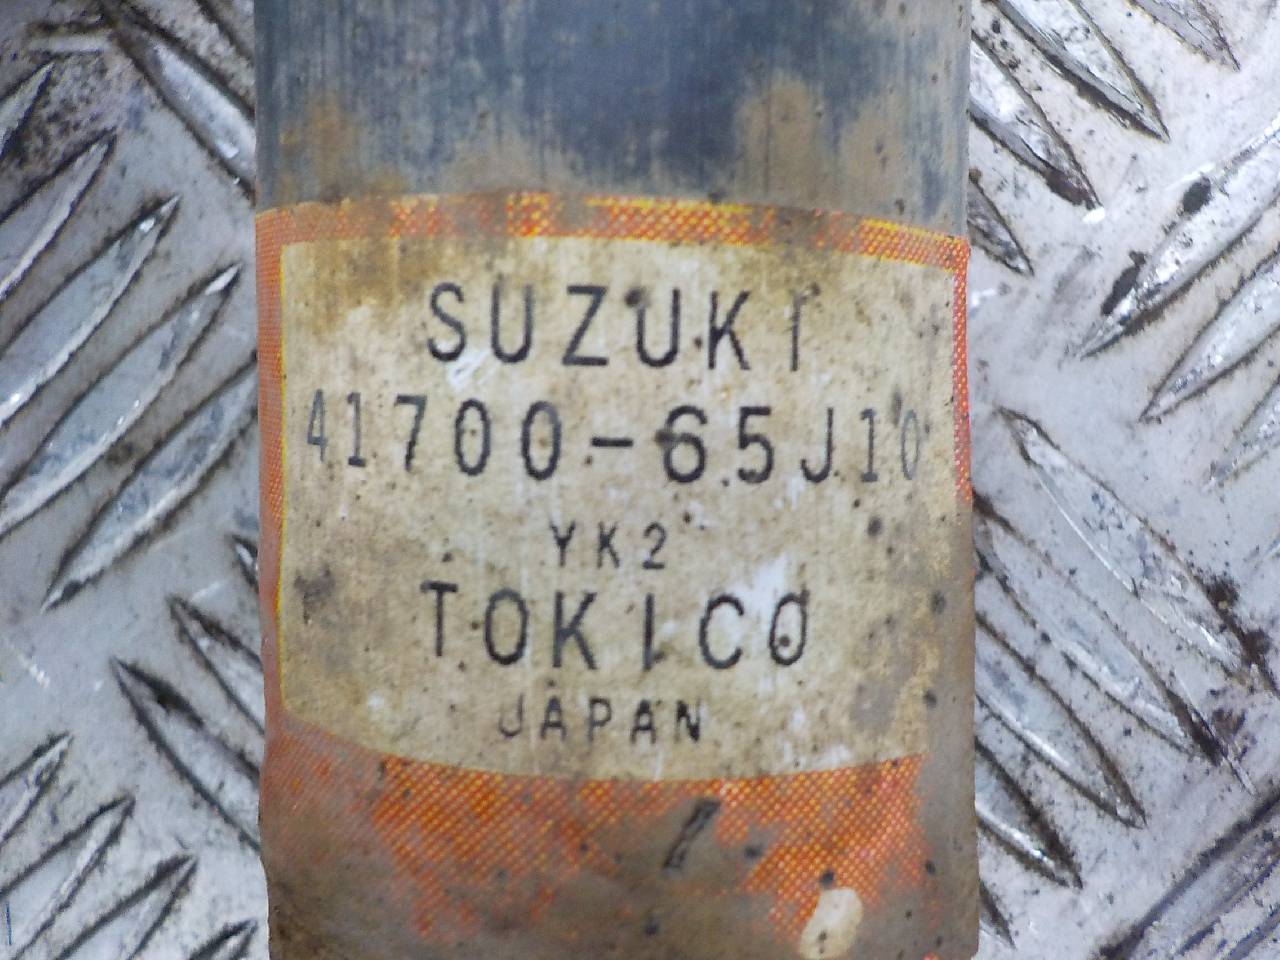 SUZUKI
41700-65J10
YK2
TOKICO
JAPAN